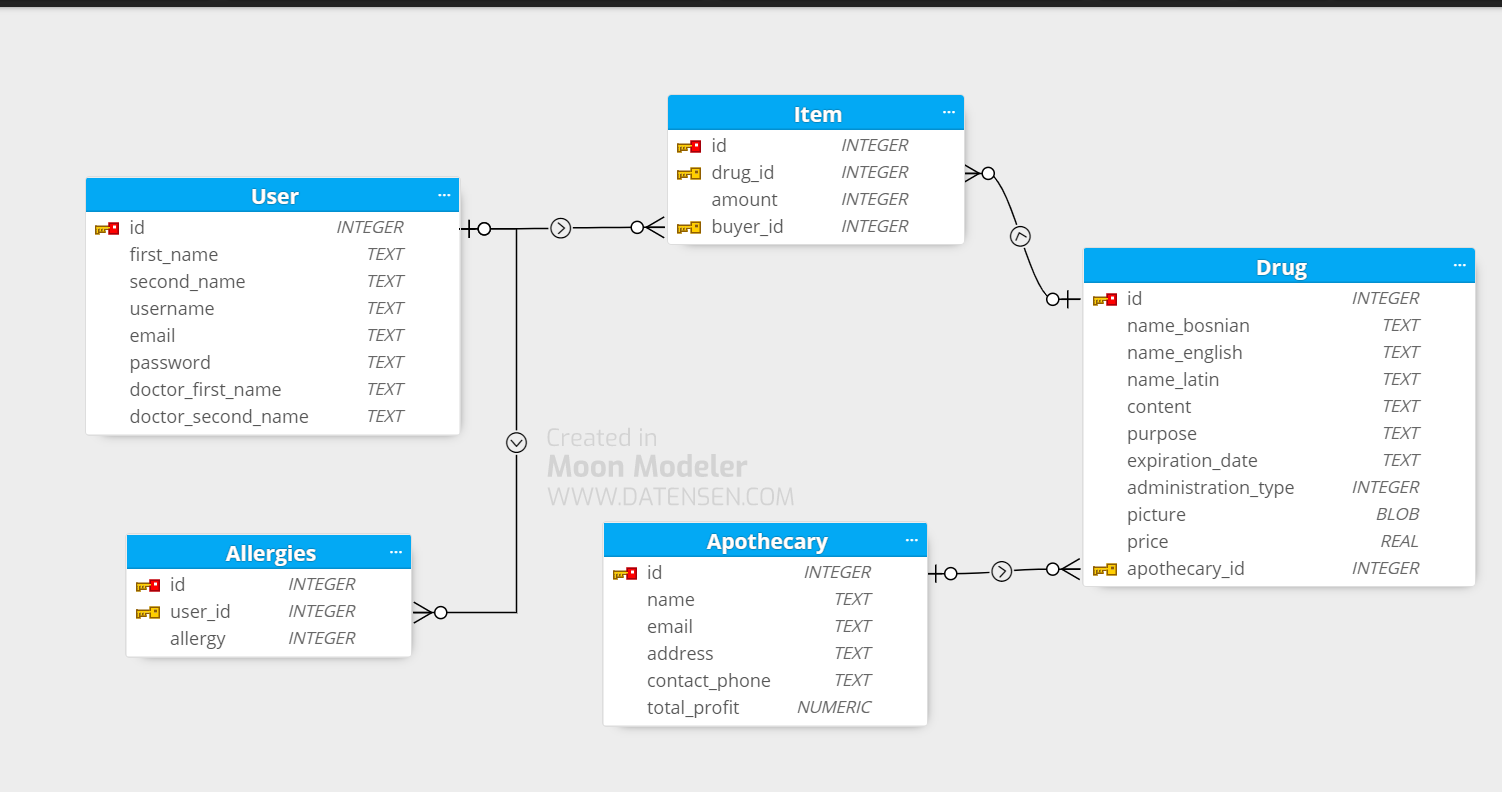 User
id INTEGER
first_name TEXT
second_name TEXT
username TEXT
email TEXT
password TEXT
doctor_first_name TEXT
doctor_second_name TEXT
Item
id INTEGER
drug_id INTEGER
amount INTEGER
buyer_id INTEGER
Drug
id INTEGER
name_bosnian TEXT
name_english TEXT
name_latin TEXT
content TEXT
purpose TEXT
expiration_date TEXT
administration_type INTEGER
picture BLOB
price REAL
apothecary_id INTEGER
Created in
Moon Modeler
WWW.DATENSEN.COM
Allergies
id INTEGER
user_id INTEGER
allergy INTEGER
Apothecary
id INTEGER
name TEXT
email TEXT
address TEXT
contact_phone TEXT
total_profit NUMERIC